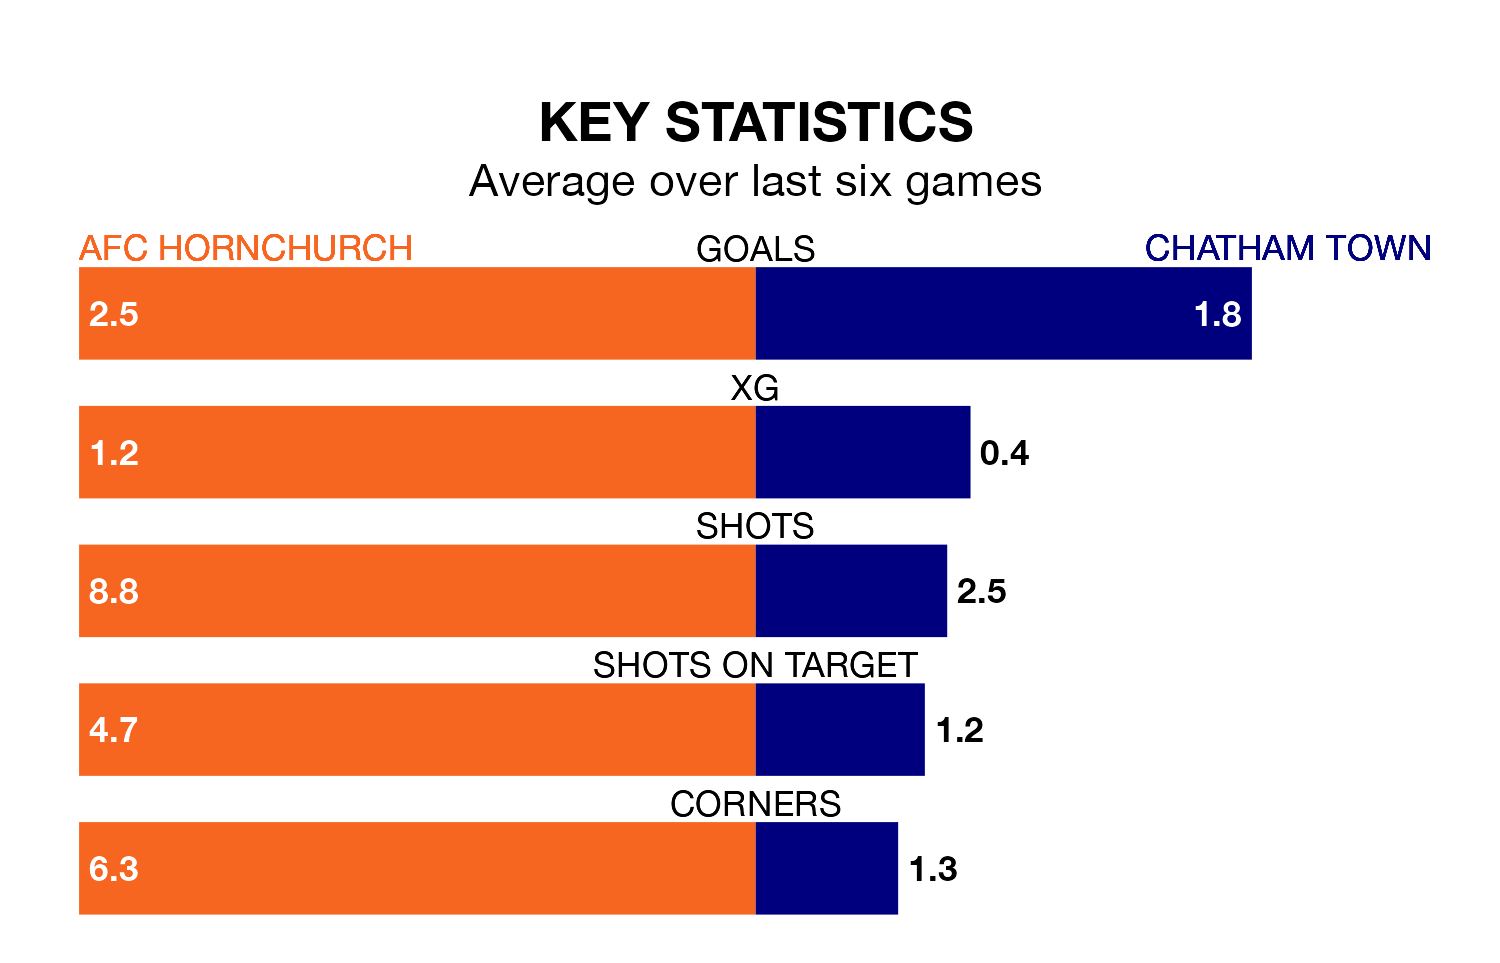 KEY STATISTICS
Average over last six games
AFC HORNCHURCH GOALS CHATHAM TOWN
2.5 1.8
XG
1.2 0.4
SHOTS
8.8 2.5
SHOTS ON TARGET
4.7 1.2
CORNERS
6.3 1.3